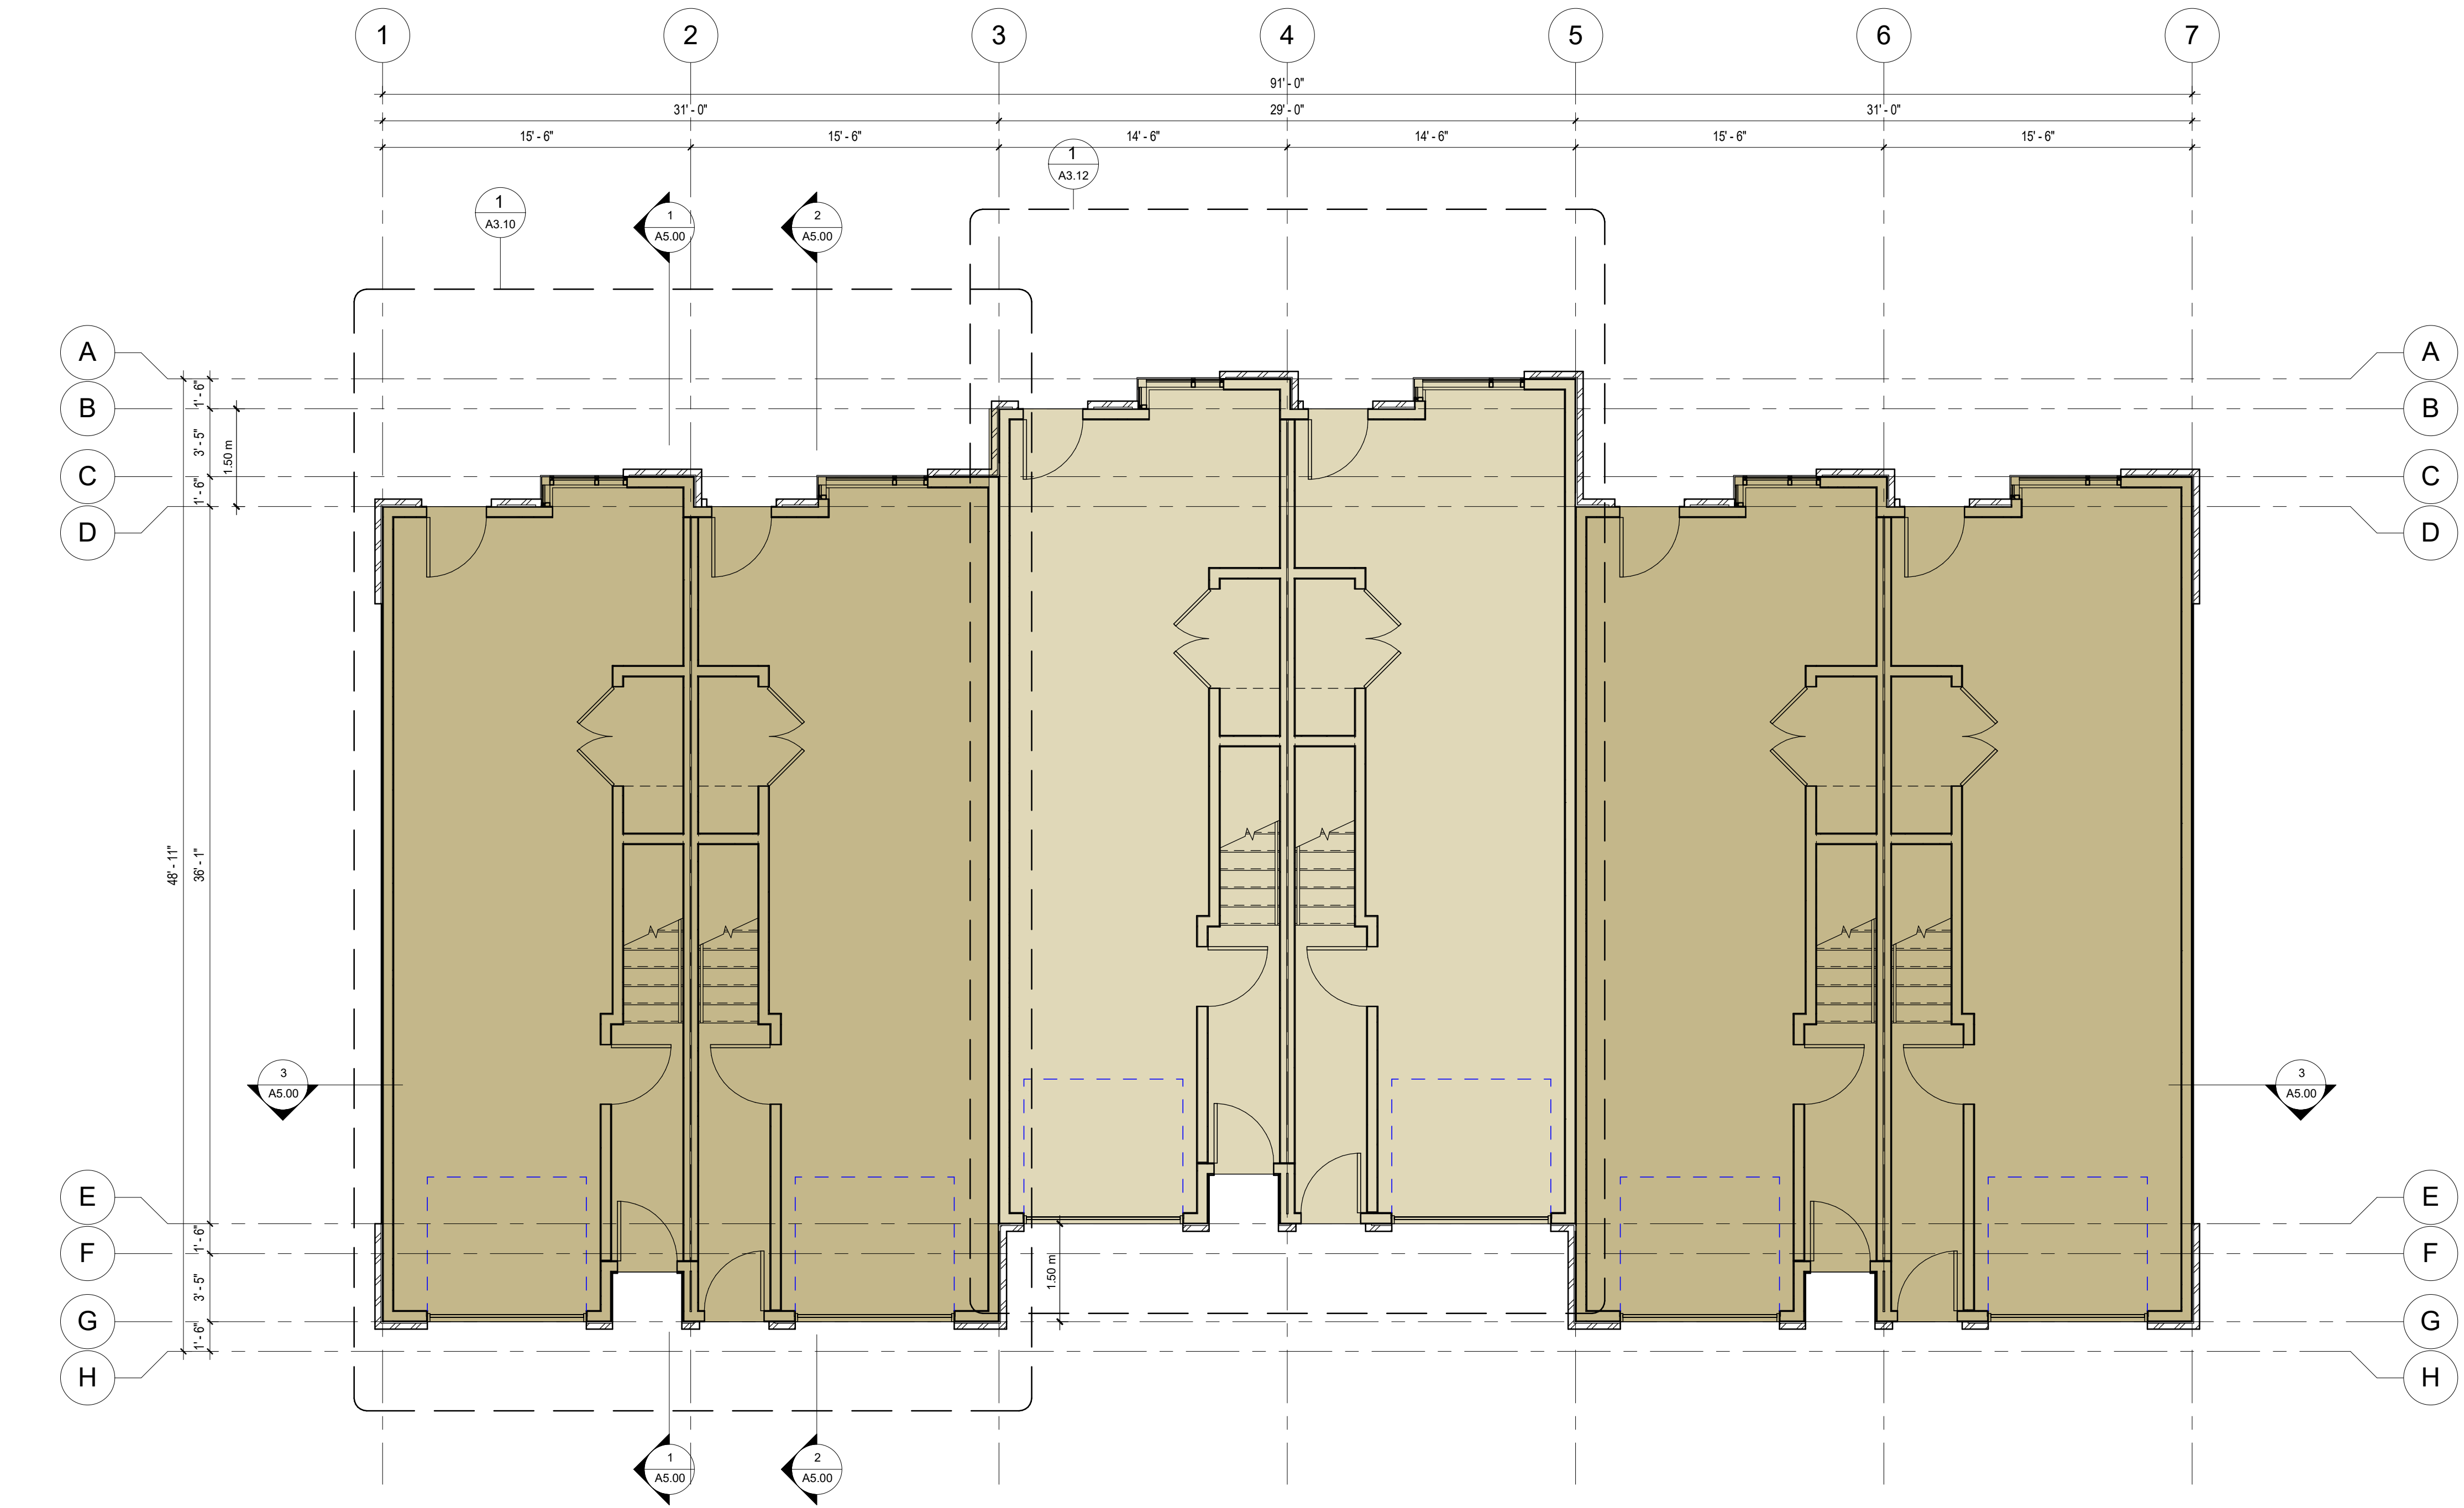 1 2 3 4 5 6 7
91' - 0"
31' - 0" 29' - 0" 31' - 0"
15' - 6" 15' - 6" 14' - 6" 14' - 6" 15' - 6" 15' - 6"
1
A3.12
1
A3.10
1
A5.00
2
A5.00
A A
1' - 6"
B B
3' - 5"
1.50 m
C C
1' - 6"
D D
48' - 11"
36' - 1"
3
A5.00
3
A5.00
E E
1' - 6"
F F
3' - 5"
1.50 m
G G
1' - 6"
H H
1
A5.00
2
A5.00